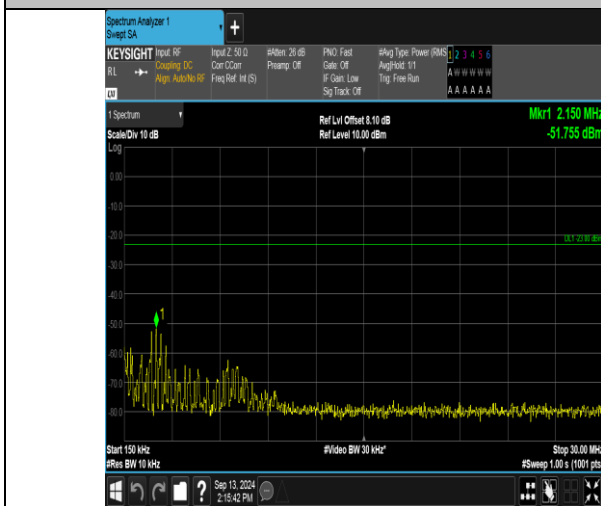 Spectrum Analyzer 1
Swept SA
+
KEYSIGHT
RL
Input: RF
Coupling: DC
Align: Auto/No RF
Input Z: 50 Ω
Corr CCorr
Freq Ref: Int (S)
#Atten: 26 dB
Preamp: Off
PNO: Fast
Gate: Off
IF Gain: Low
Sig Track: Off
#Avg Type: Power (RMS
Avg|Hold: 1/1
Trig: Free Run
1 2 3 4 5 6
A W W W W W
A A A A A A
1 Spectrum
Scale/Div 10 dB
Ref Lvl Offset 8.10 dB
Ref Level 10.00 dBm
Mkr1 2.150 MHz
-51.755 dBm
Log
0.00
-10.0
-20.0
DL1 -23.00 dBm
-30.0
-40.0
-50.0
1
-60.0
-70.0
-80.0
Start 150 kHz
#Res BW 10 kHz
#Video BW 30 kHz*
Stop 30.00 MHz
#Sweep 1.00 s (1001 pts
?
Sep 13, 2024
2:15:42 PM